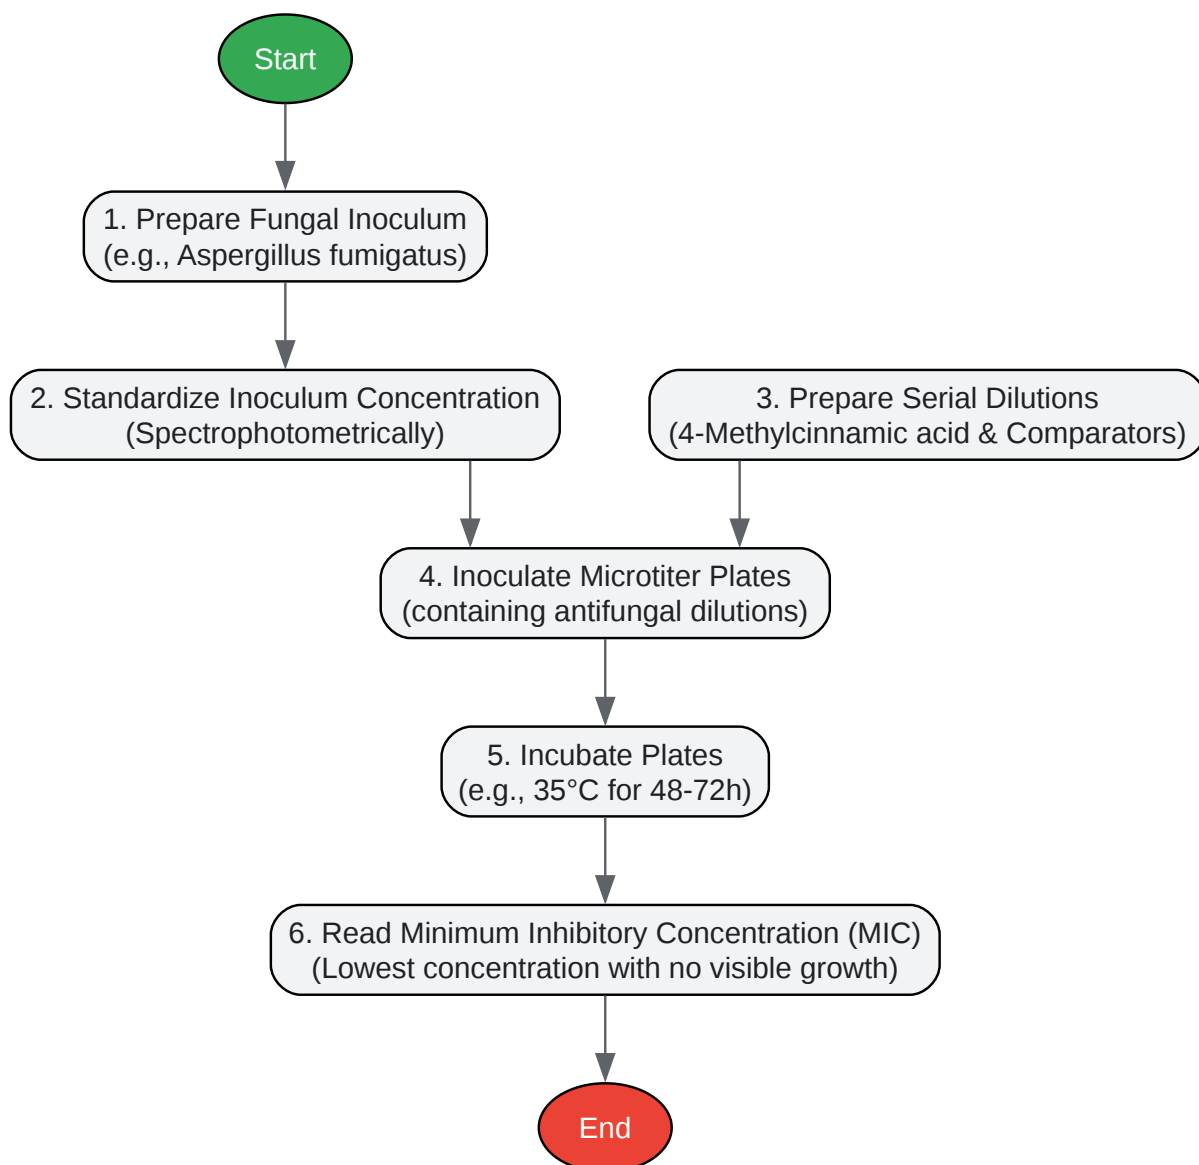 Start
1. Prepare Fungal Inoculum
(e.g., Aspergillus fumigatus)
2. Standardize Inoculum Concentration
(Spectrophotometrically)
3. Prepare Serial Dilutions
(4-Methylcinnamic acid & Comparators)
4. Inoculate Microtiter Plates
(containing antifungal dilutions)
5. Incubate Plates
(e.g., 35°C for 48-72h)
6. Read Minimum Inhibitory Concentration (MIC)
(Lowest concentration with no visible growth)
End